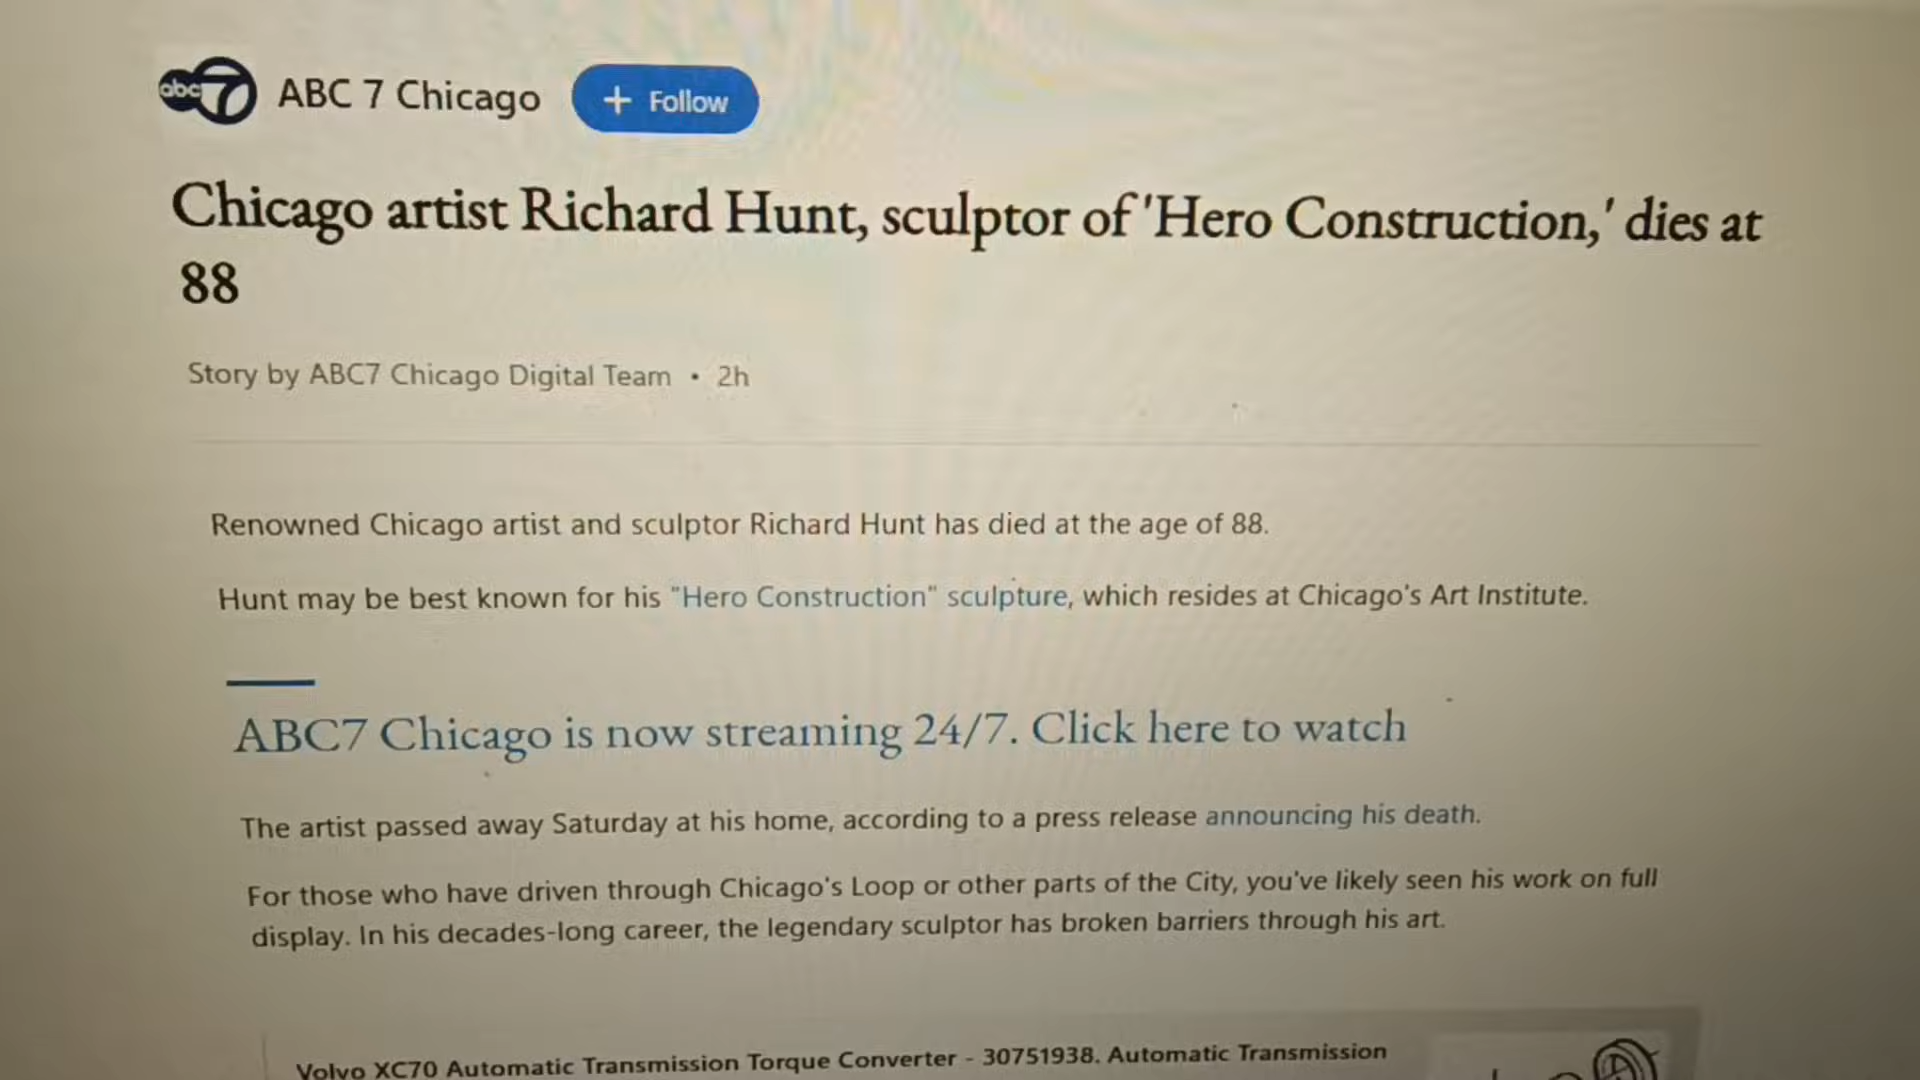 abc7 ABC 7 Chicago + Follow
Chicago artist Richard Hunt, sculptor of 'Hero Construction,' dies at
88
Story by ABC7 Chicago Digital Team • 2h
Renowned Chicago artist and sculptor Richard Hunt has died at the age of 88.
Hunt may be best known for his "Hero Construction" sculpture, which resides at Chicago's Art Institute.
ABC7 Chicago is now streaming 24/7. Click here to watch
The artist passed away Saturday at his home, according to a press release announcing his death.
For those who have driven through Chicago's Loop or other parts of the City, you've likely seen his work on full
display. In his decades-long career, the legendary sculptor has broken barriers through his art.
Volvo XC70 Automatic Transmission Torque Converter - 30751938. Automatic Transmission